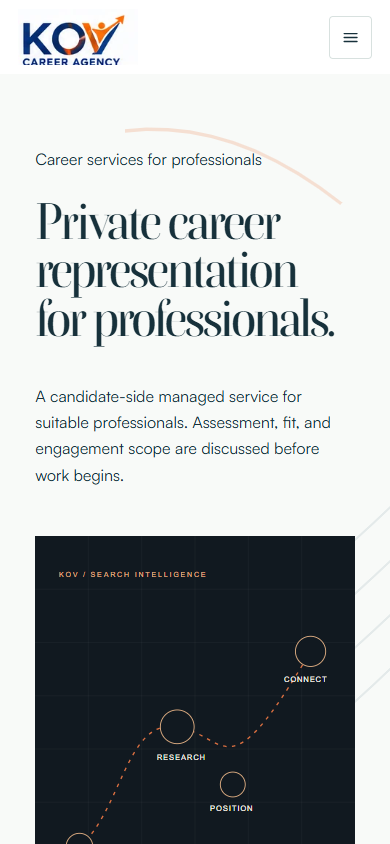 KOV
CAREER AGENCY
Career services for professionals
Private career
representation
for professionals.
A candidate-side managed service for
suitable professionals. Assessment, fit, and
engagement scope are discussed before
work begins.
KOV / SEARCH INTELLIGENCE
CONNECT
RESEARCH
POSITION